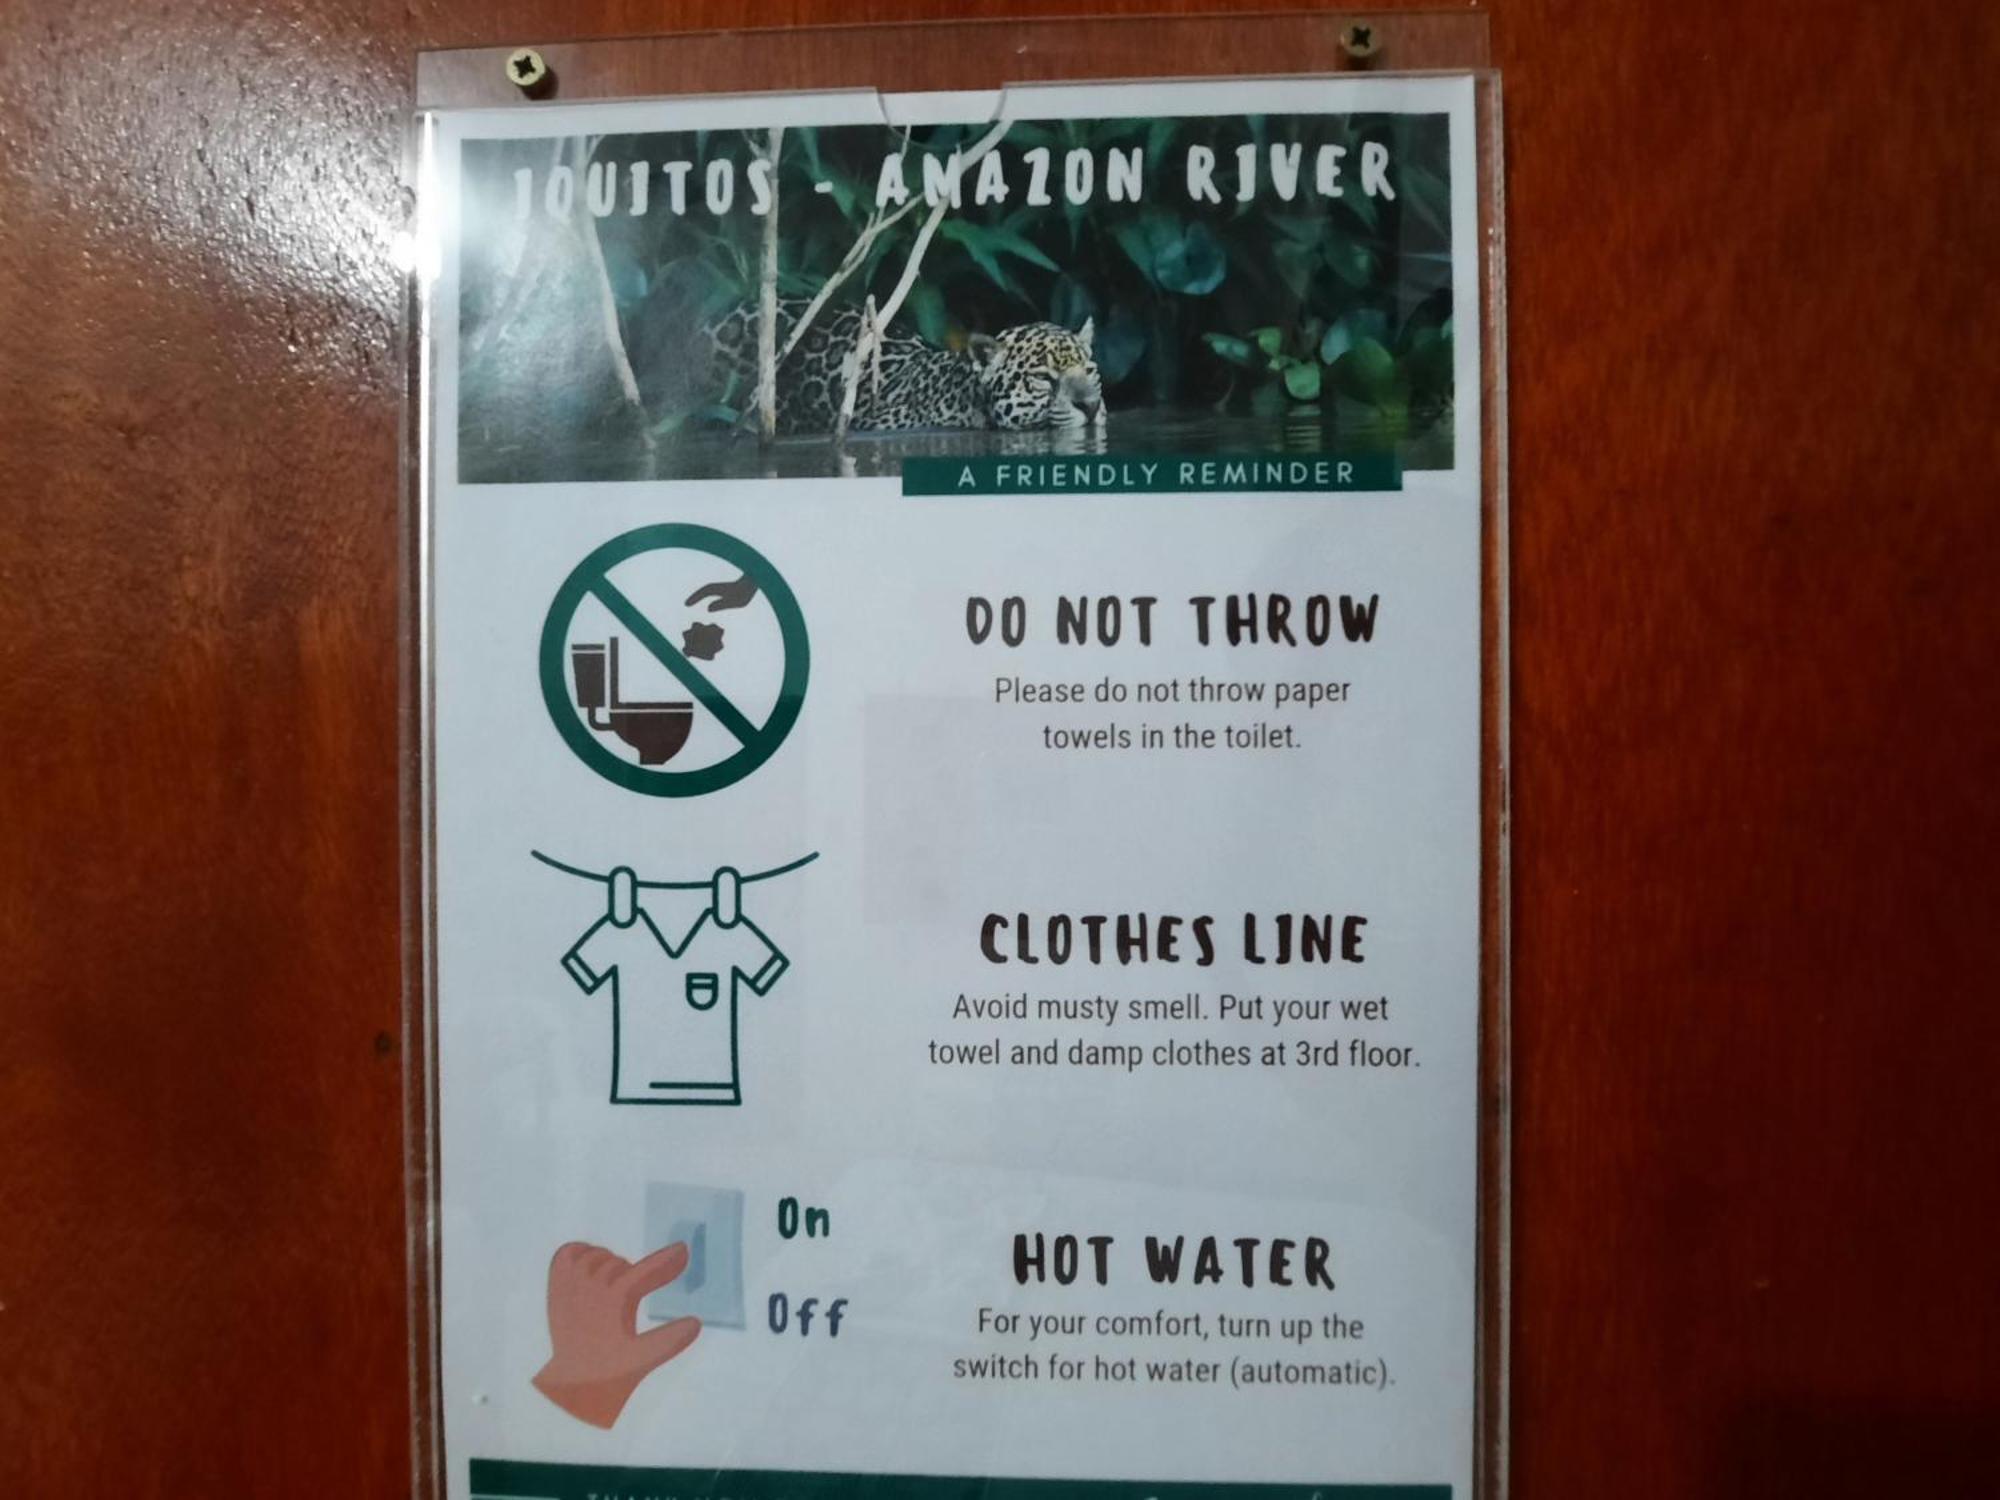 IQUITOS - AMAZON RIVER
A FRIENDLY REMINDER
DO NOT THROW
Please do not throw paper
towels in the toilet.
CLOTHES LINE
Avoid musty smell. Put your wet
towel and damp clothes at 3rd floor.
On
Off
HOT WATER
For your comfort, turn up the
switch for hot water (automatic).